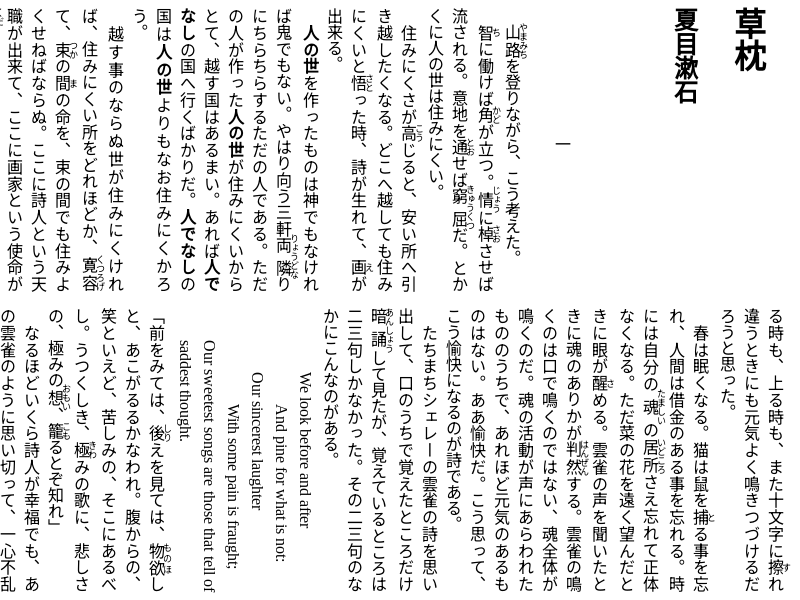 草枕
夏目漱石
一
山路を登りながら、こう考えた。
智に働けば角が立つ。情に棹させば
流される。意地を通せば窮屈だ。とか
くに人の世は住みにくい。
住みにくさが高じると、安い所へ引
き越したくなる。どこへ越しても住み
にくいと悟った時、詩が生れて、画が
出来る。
人の世を作ったものは神でもなけれ
ば鬼でもない。やはり向う三軒両隣り
にちらちらするただの人である。ただ
の人が作った人の世が住みにくいから
とて、越す国はあるまい。あれば人で
なしの国へ行くばかりだ。人でなしの
国は人の世よりもなお住みにくかろ
う。
越す事のならぬ世が住みにくけれ
ば、住みにくい所をどれほどか、寛容
て、束の間の命を、束の間でも住みよ
くせねばならぬ。ここに詩人という天
職が出来て、ここに画家という使命が
る時も、上る時も、また十文字に擦れ
違うときにも元気よく鳴きつづけるだ
ろうと思った。
春は眠くなる。猫は鼠を捕る事を忘
れ、人間は借金のある事を忘れる。時
には自分の魂の居所さえ忘れて正体
なくなる。ただ菜の花を遠く望んだと
きに眼が醒める。雲雀の声を聞いたと
きに魂のありかが判然する。雲雀の鳴
くのは口で鳴くのではない、魂全体が
鳴くのだ。魂の活動が声にあらわれた
もののうちで、あれほど元気のあるも
のはない。ああ愉快だ。こう思って、
こう愉快になるのが詩である。
たちまちシェレーの雲雀の詩を思い
出して、口のうちで覚えたところだけ
暗誦して見たが、覚えているところは
二三句しかなかった。その二三句のな
かにこんなのがある。
We look before and after
And pine for what is not:
Our sincerest laughter
With some pain is fraught;
Our sweetest songs are those that tell of
saddest thought.
「前をみては、後えを見ては、物欲し
と、あこがるるかなわれ。腹からの、
笑といえど、苦しみの、そこにあるべ
し。うつくしき、極みの歌に、悲しさ
の、極みの想、籠るとぞ知れ」
なるほどいくら詩人が幸福でも、あ
の雲雀のように思い切って、一心不乱